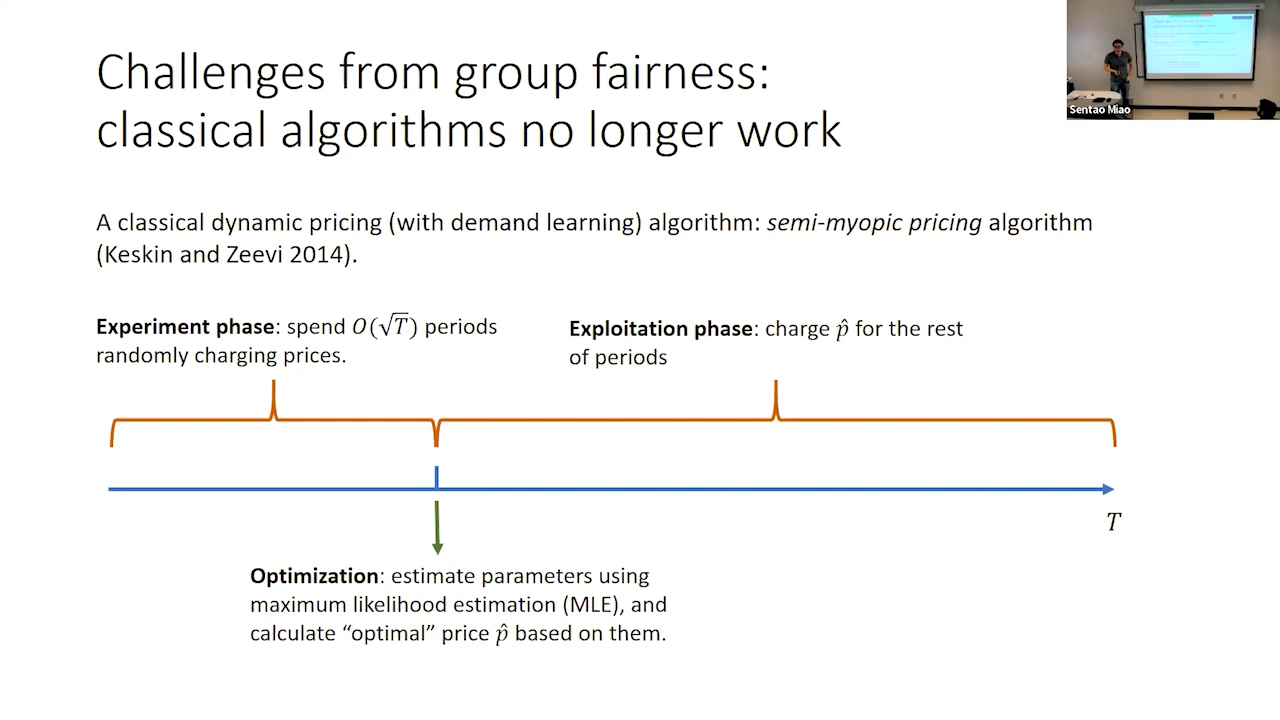 Challenges from group fairness:
classical algorithms no longer work
Sentao Miao
A classical dynamic pricing (with demand learning) algorithm: semi-myopic pricing algorithm
(Keskin and Zeevi 2014).
Experiment phase: spend O(√T) periods
randomly charging prices.
Exploitation phase: charge p̂ for the rest
of periods
T
Optimization: estimate parameters using
maximum likelihood estimation (MLE), and
calculate “optimal” price p̂ based on them.